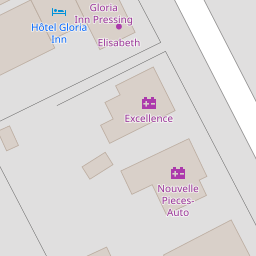 Gloria
Inn Pressing
Hôtel Gloria
Inn
Elisabeth
Excellence
Nouvelle
Pieces-
Auto